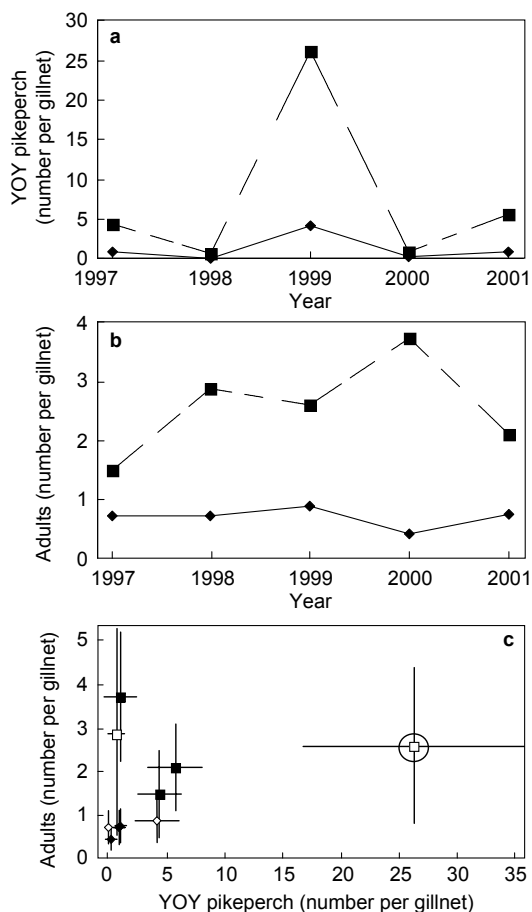 30
a
25
20
15
10
5
0
YOY pikeperch
(number per gillnet)
1997 1998 1999 2000 2001
Year
4
b
3
2
1
0
Adults (number per gillnet)
1997 1998 1999 2000 2001
Year
5
c
4
3
2
1
0
Adults (number per gillnet)
0 5 10 15 20 25 30 35
YOY pikeperch (number per gillnet)